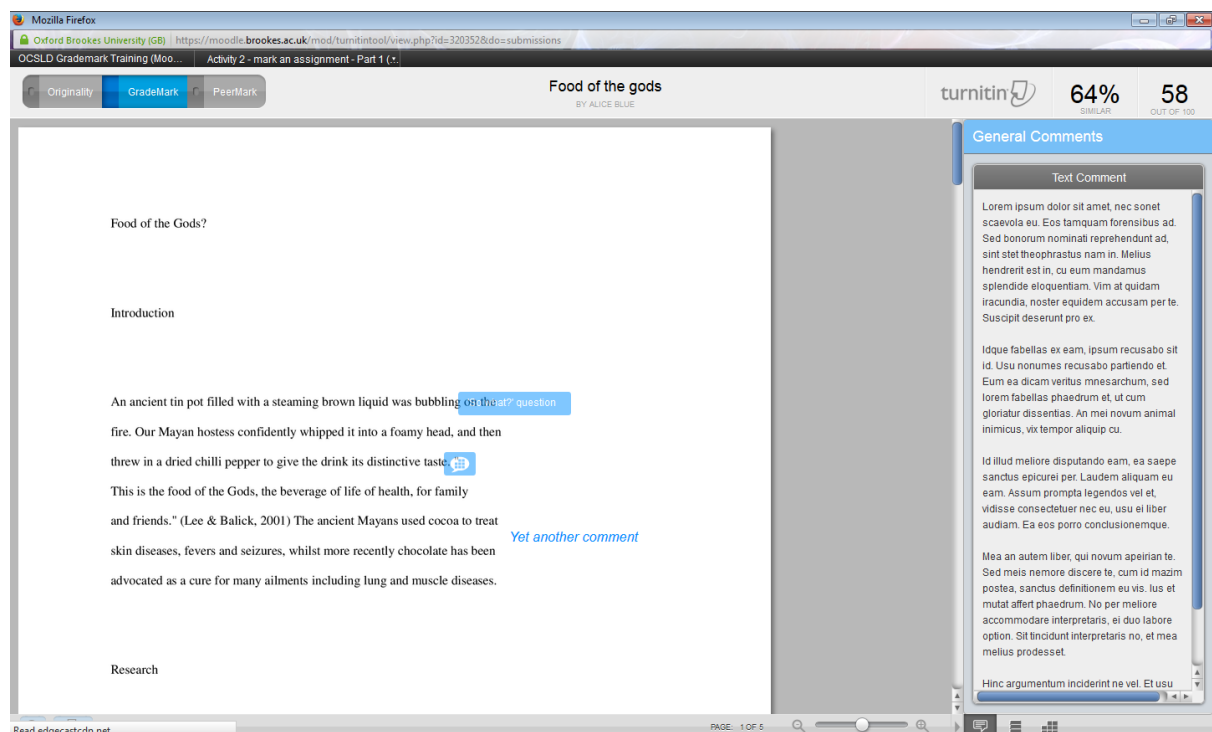 Mozilla Firefox
Oxford Brookes University (GB) https://moodle.brookes.ac.uk/mod/turnitintool/view.php?id=320352&do=submissions
OCSLD Grademark Training (Moo... Activity 2 - mark an assignment - Part 1 (...
Originality GradeMark PeerMark
Food of the gods
BY ALICE BLUE
turnitin
64%
SIMILAR
58
OUT OF 100
Food of the Gods?
Introduction
An ancient tin pot filled with a steaming brown liquid was bubbling on the
question
fire. Our Mayan hostess confidently whipped it into a foamy head, and then
threw in a dried chilli pepper to give the drink its distinctive taste.
This is the food of the Gods, the beverage of life of health, for family
and friends." (Lee & Balick, 2001) The ancient Mayans used cocoa to treat
Yet another comment
skin diseases, fevers and seizures, whilst more recently chocolate has been
advocated as a cure for many ailments including lung and muscle diseases.
Research
General Comments
Text Comment
Lorem ipsum dolor sit amet, nec sonet
scaevola eu. Eos tamquam forensibus ad.
Sed bonorum nominati reprehendunt ad,
sint stet theophrastus nam in. Melius
hendrerit est in, cu eum mandamus
splendide eloquentiam. Vim at quidam
iracundia, noster equidem accusam per te.
Suscipit deserunt pro ex.
Idque fabellas ex eam, ipsum recusabo sit
id. Usu nonumes recusabo partiendo et.
Eum ea dicam veritus mnesarchum, sed
lorem fabellas phaedrum et, ut cum
gloriatur dissentias. An mei novum animal
inimicus, vix tempor aliquip cu.
Id illud meliore disputando eam, ea saepe
sanctus epicurei per. Laudem aliquam eu
eam. Assum prompta legendos vel et,
vidisse consectetuer nec eu, usu ei liber
audiam. Ea eos porro conclusionemque.
Mea an autem liber, qui novum apeirian te.
Sed meis nemore discere te, cum id mazim
postea, sanctus definitionem eu vis. Ius et
mutat affert phaedrum. No per meliore
accommodare interpretaris, ei duo labore
option. Sit tincidunt interpretaris no, et mea
melius prodesset.
Hinc argumentum inciderint ne vel. Et usu
PAGE: 1 OF 5
Read edgecastcdn.net